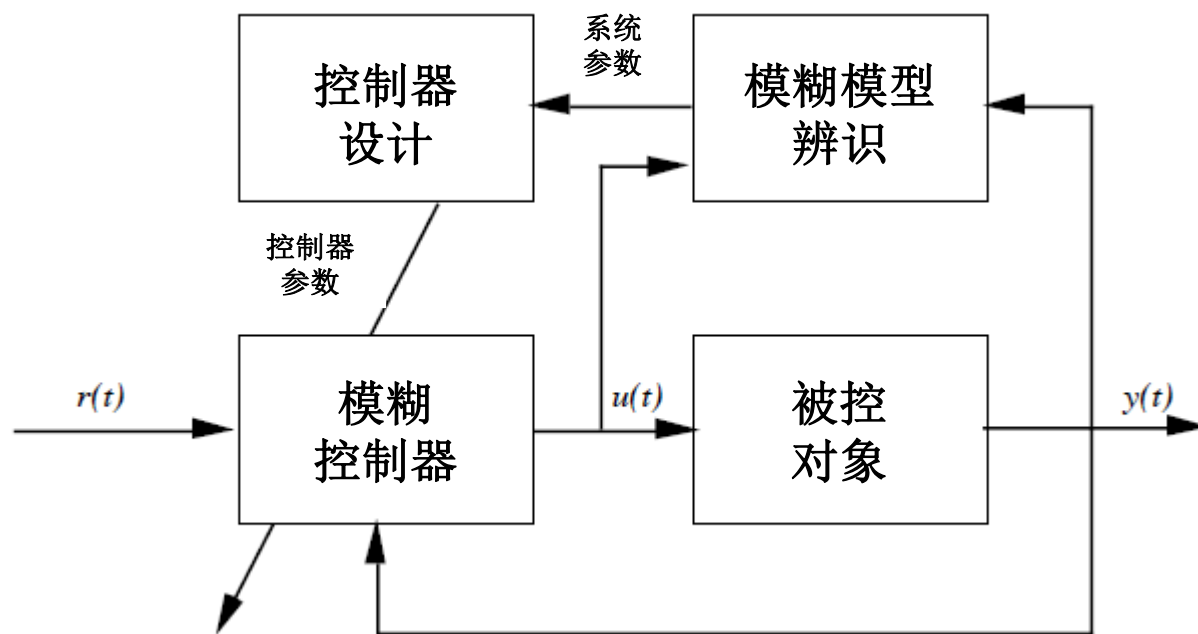 系统
参数
控制器
设计
模糊模型
辨识
控制器
参数
r(t)
模糊
控制器
u(t)
被控
对象
y(t)